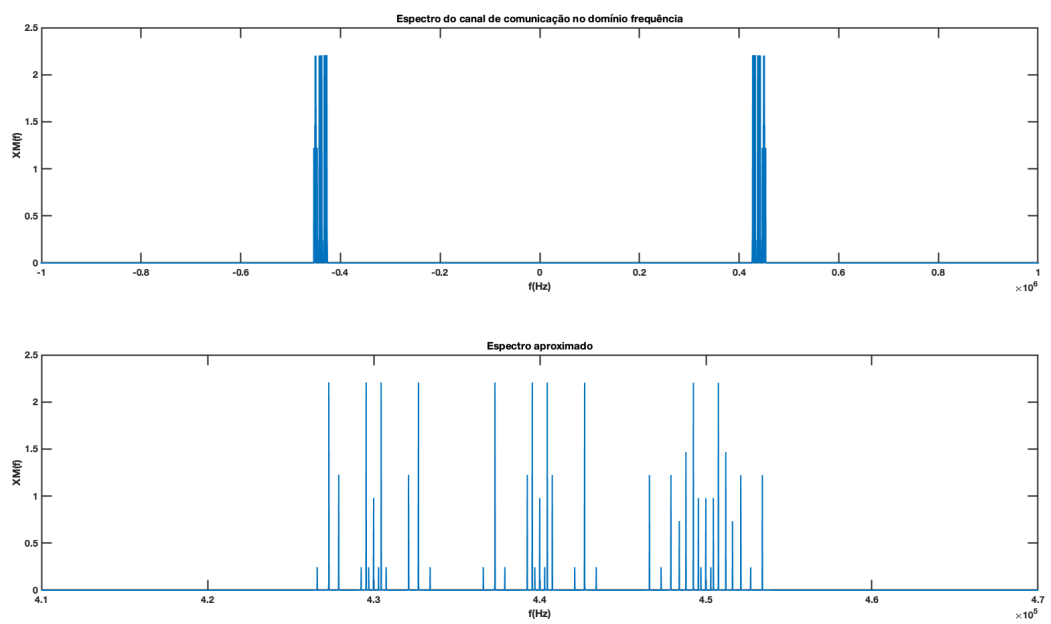 Espectro do canal de comunicação no domínio frequência
2.5
2
1.5
1
0.5
0
XM(f)
-1 -0.8 -0.6 -0.4 -0.2 0 0.2 0.4 0.6 0.8 1
f(Hz)
×10^6
Espectro aproximado
2.5
2
1.5
1
0.5
0
XM(f)
4.1 4.2 4.3 4.4 4.5 4.6 4.7
f(Hz)
×10^5